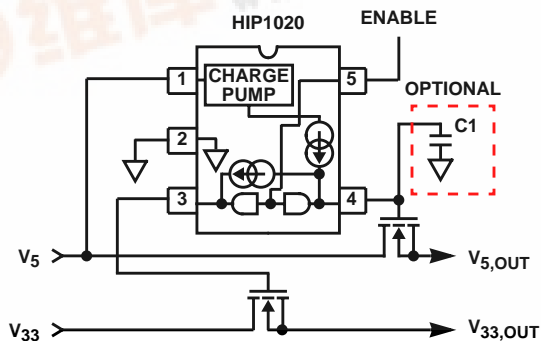 HIP1020
ENABLE
CHARGE
PUMP
1
5
OPTIONAL
C1
2
3
4
V5
V5,OUT
V33
V33,OUT